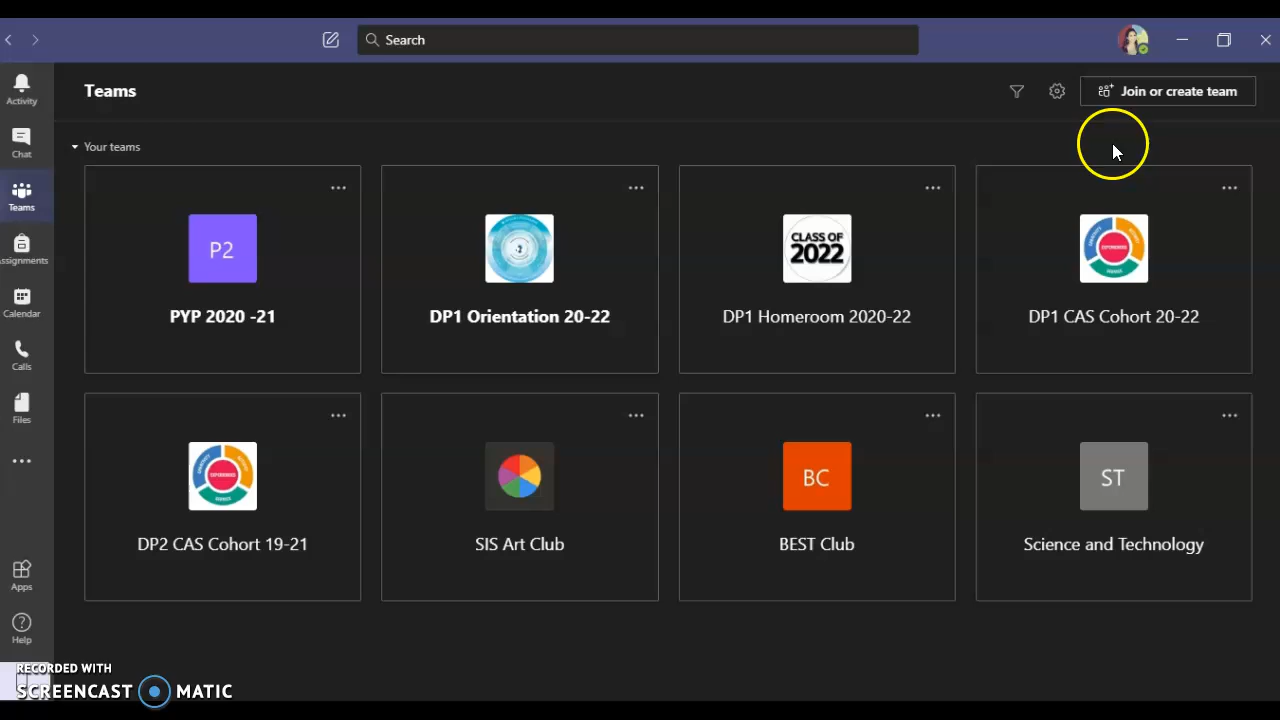 Search
Activity
Chat
Teams
Assignments
Calendar
Calls
Files
Apps
Help
Teams
Join or create team
Your teams
P2
PYP 2020 -21
DP1 Orientation 20-22
CLASS OF
2022
DP1 Homeroom 2020-22
DP1 CAS Cohort 20-22
DP2 CAS Cohort 19-21
SIS Art Club
BC
BEST Club
ST
Science and Technology
RECORDED WITH
SCREENCAST MATIC